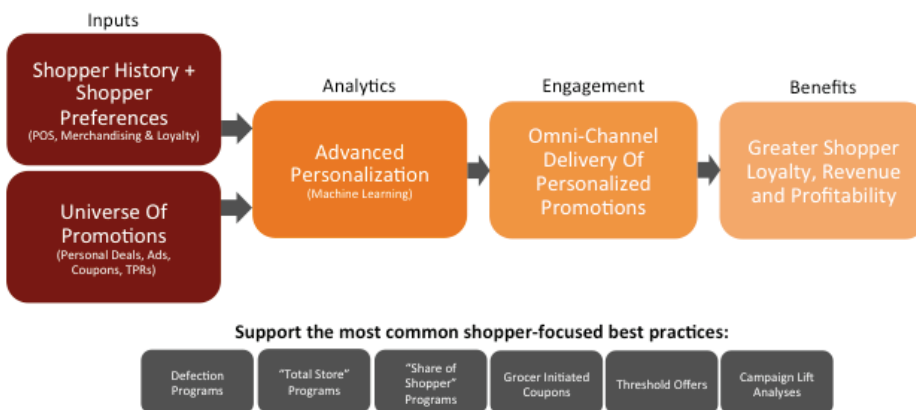 Inputs
Shopper History +
Shopper
Preferences
(POS, Merchandising & Loyalty)
Universe Of
Promotions
(Personal Deals, Ads,
Coupons, TPRs)
Analytics
Advanced
Personalization
(Machine Learning)
Engagement
Omni-Channel
Delivery Of
Personalized
Promotions
Benefits
Greater Shopper
Loyalty, Revenue
and Profitability
Support the most common shopper-focused best practices:
Defection
Programs
"Total Store"
Programs
"Share of
Shopper"
Programs
Grocer Initiated
Coupons
Threshold Offers
Campaign Lift
Analyses